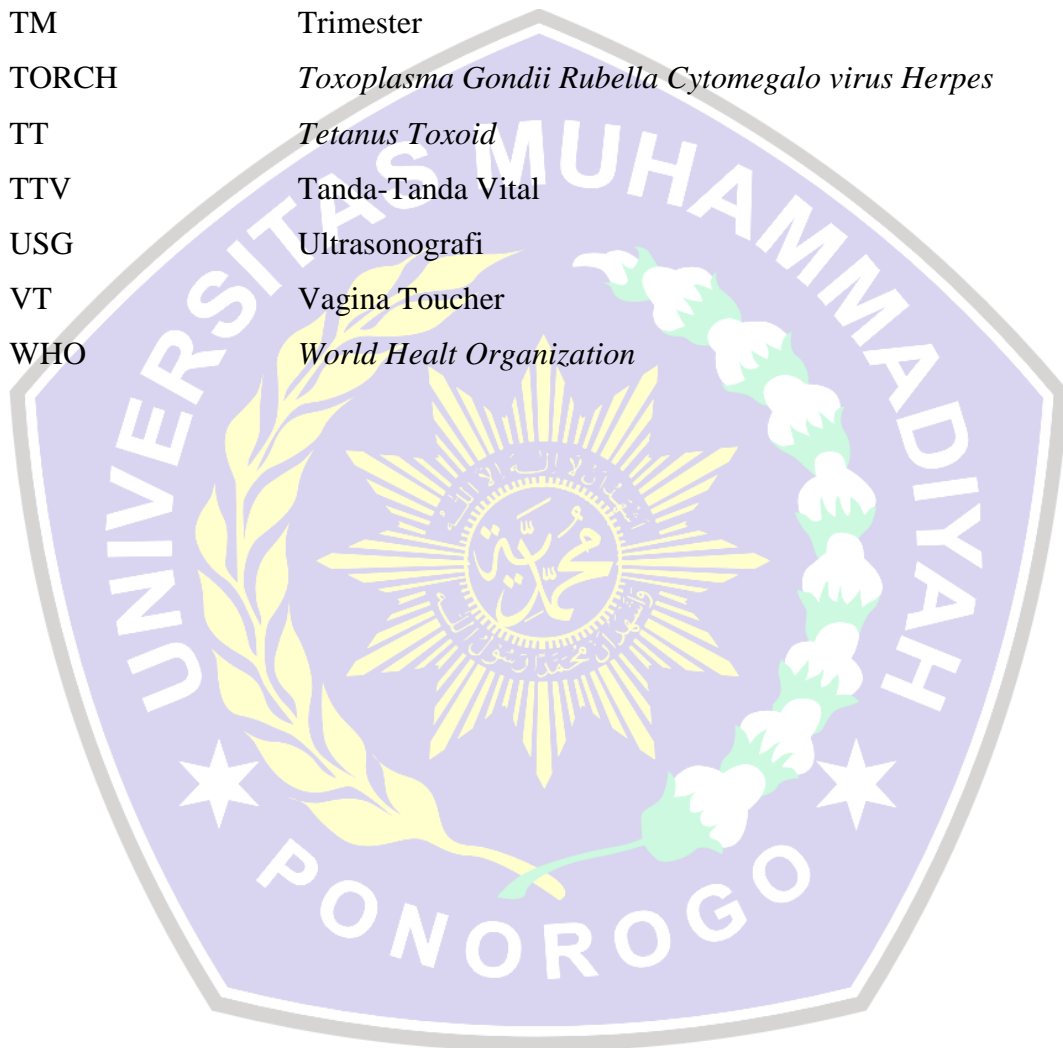 TM Trimester
TORCH Toxoplasma Gondii Rubella Cytomegalo virus Herpes
TT Tetanus Toxoid
TTV Tanda-Tanda Vital
USG Ultrasonografi
VT Vagina Toucher
WHO World Healt Organization
UNIVERSITAS MUHAMMADIYAH
PONOROGO